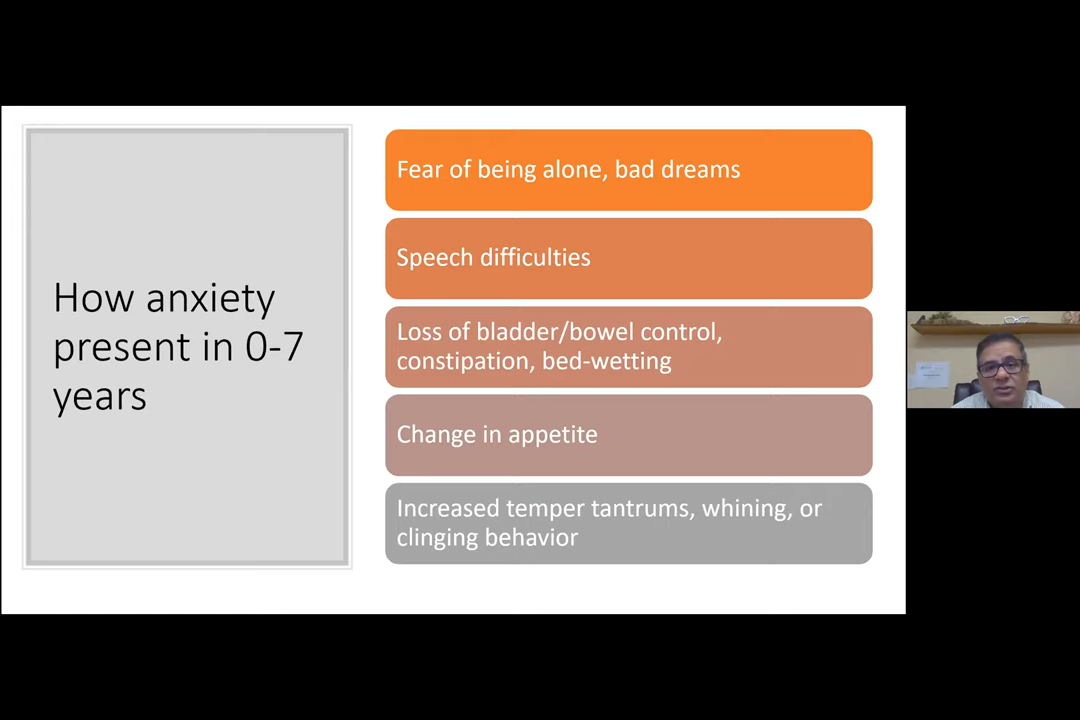 How anxiety
present in 0-7
years
Fear of being alone, bad dreams
Speech difficulties
Loss of bladder/bowel control,
constipation, bed-wetting
Change in appetite
Increased temper tantrums, whining, or
clinging behavior